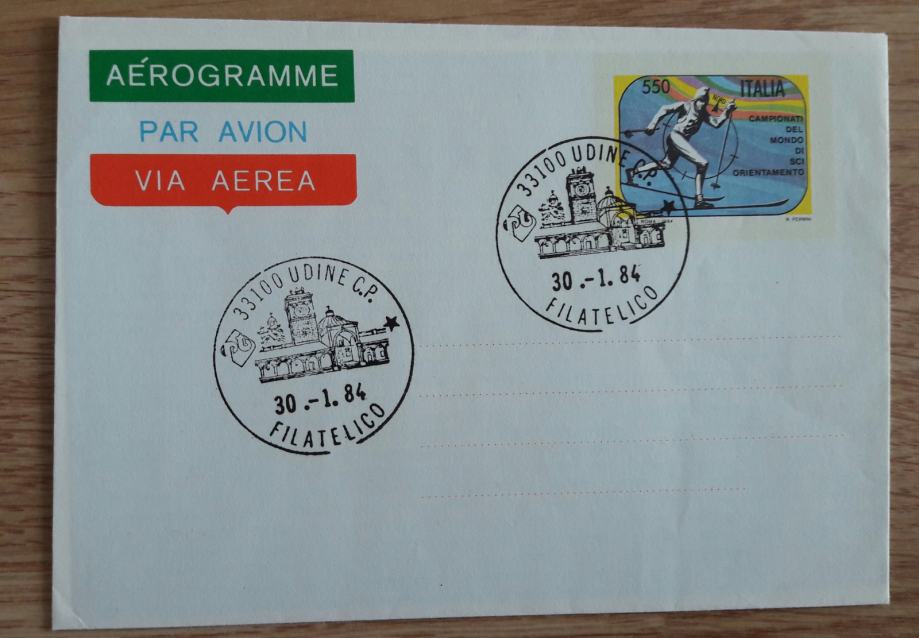 AÉROGRAMME
PAR AVION
VIA AEREA
550 ITALIA
NORD
CAMPIONATI
DEL
MONDO
DI
SCI
ORIENTAMENTO
33100 UDINE C.P.
30.-1.84
FILATELICO
33100 UDINE C.P.
30.-1.84
FILATELICO